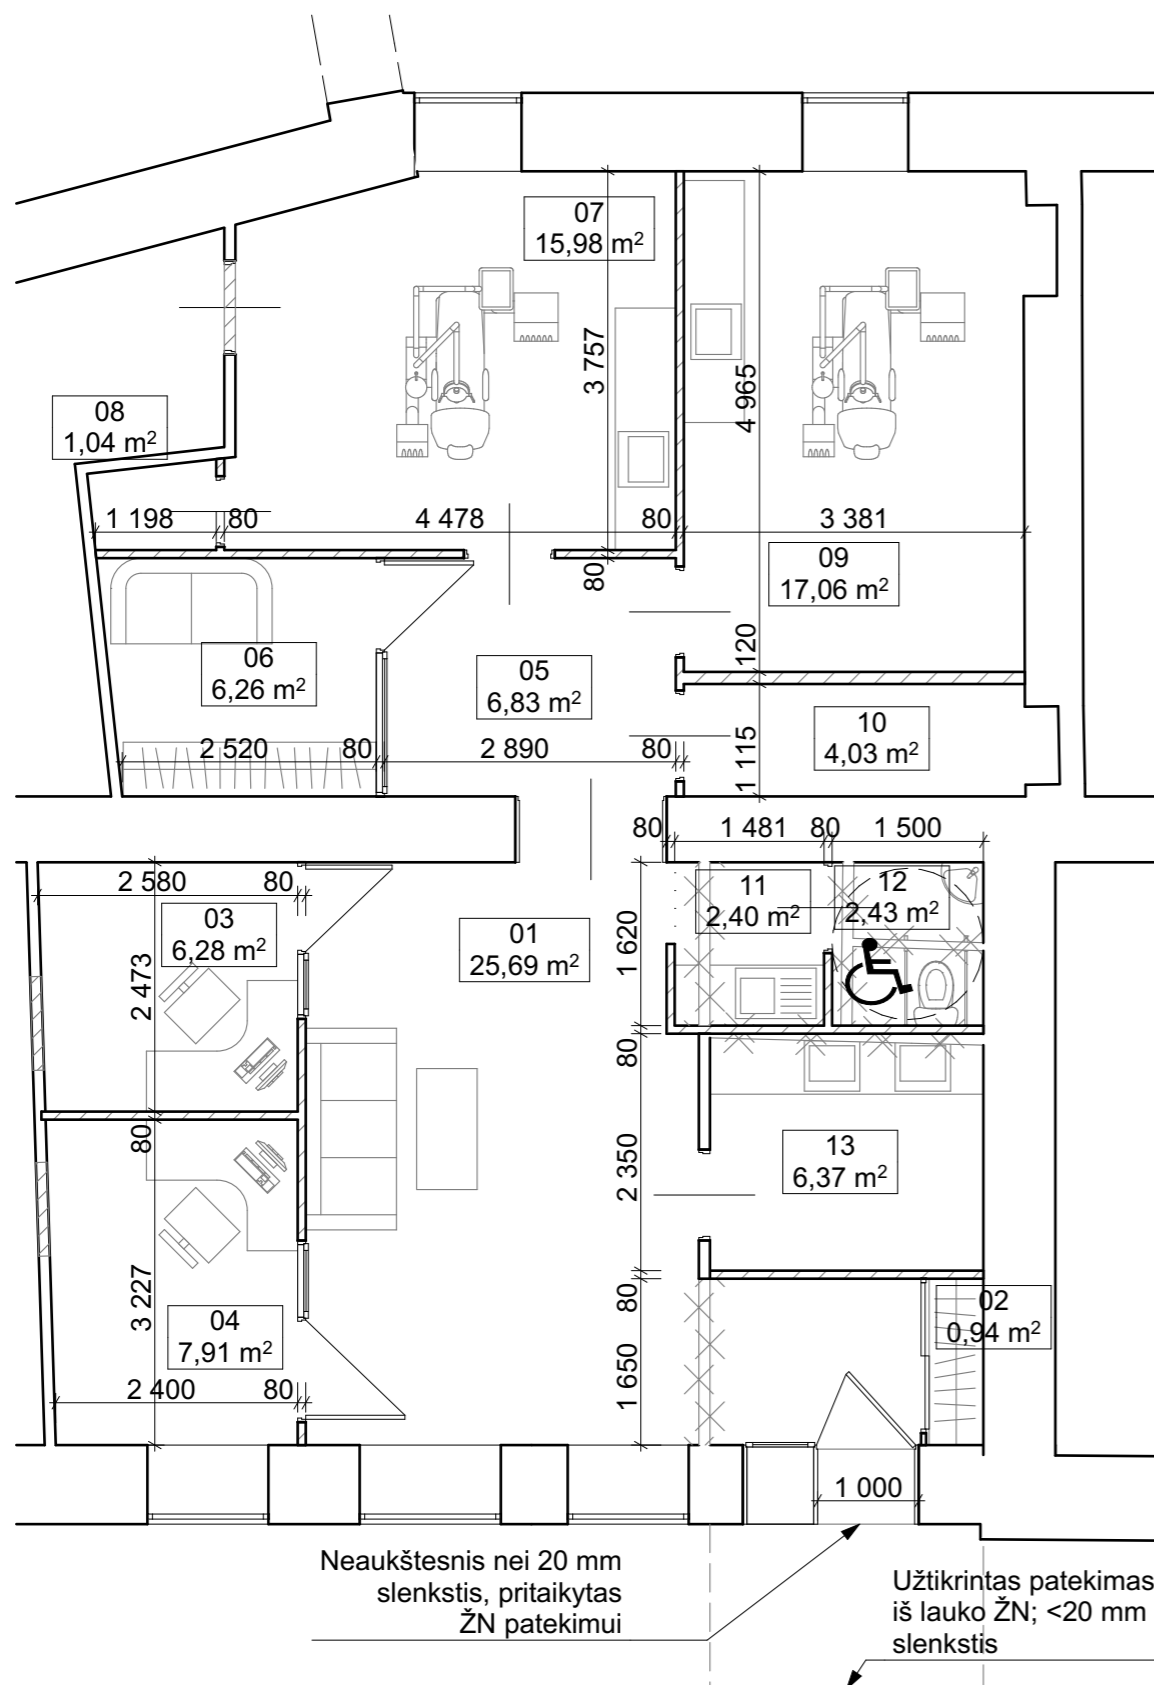 07
15,98 m²
3 757
4 965
08
1,04 m²
1 198
80
4 478
80
3 381
80
09
17,06 m²
120
06
6,26 m²
05
6,83 m²
10
4,03 m²
1 115
2 520
80
2 890
80
80
1 481
80
1 500
2 580
80
03
6,28 m²
2 473
01
25,69 m²
11
2,40 m²
12
2,43 m²
1 620
80
80
13
6,37 m²
2 350
3 227
04
7,91 m²
80
02
0,94 m²
1 650
2 400
80
1 000
Neaukštesnis nei 20 mm
slenkstis, pritaikytas
ŽN patekimui
Užtikrintas patekimas
iš lauko ŽN; <20 mm
slenkstis